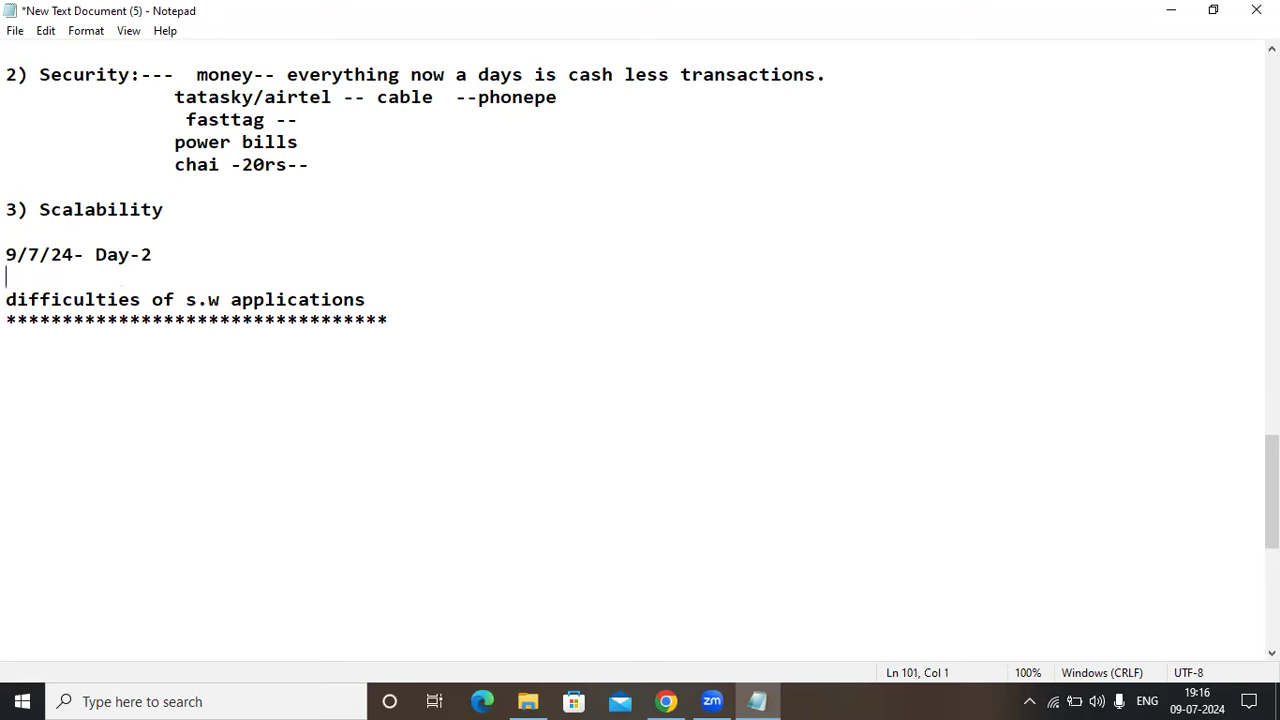 *New Text Document (5) - Notepad
File Edit Format View Help
2) Security:--- money-- everything now a days is cash less transactions.
tatasky/airtel -- cable --phonepe
fasttag --
power bills
chai -20rs--
3) Scalability
9/7/24- Day-2
difficulties of s.w applications
**********************************
Ln 101, Col 1 100% Windows (CRLF) UTF-8
Type here to search zm ENG 19:16
09-07-2024